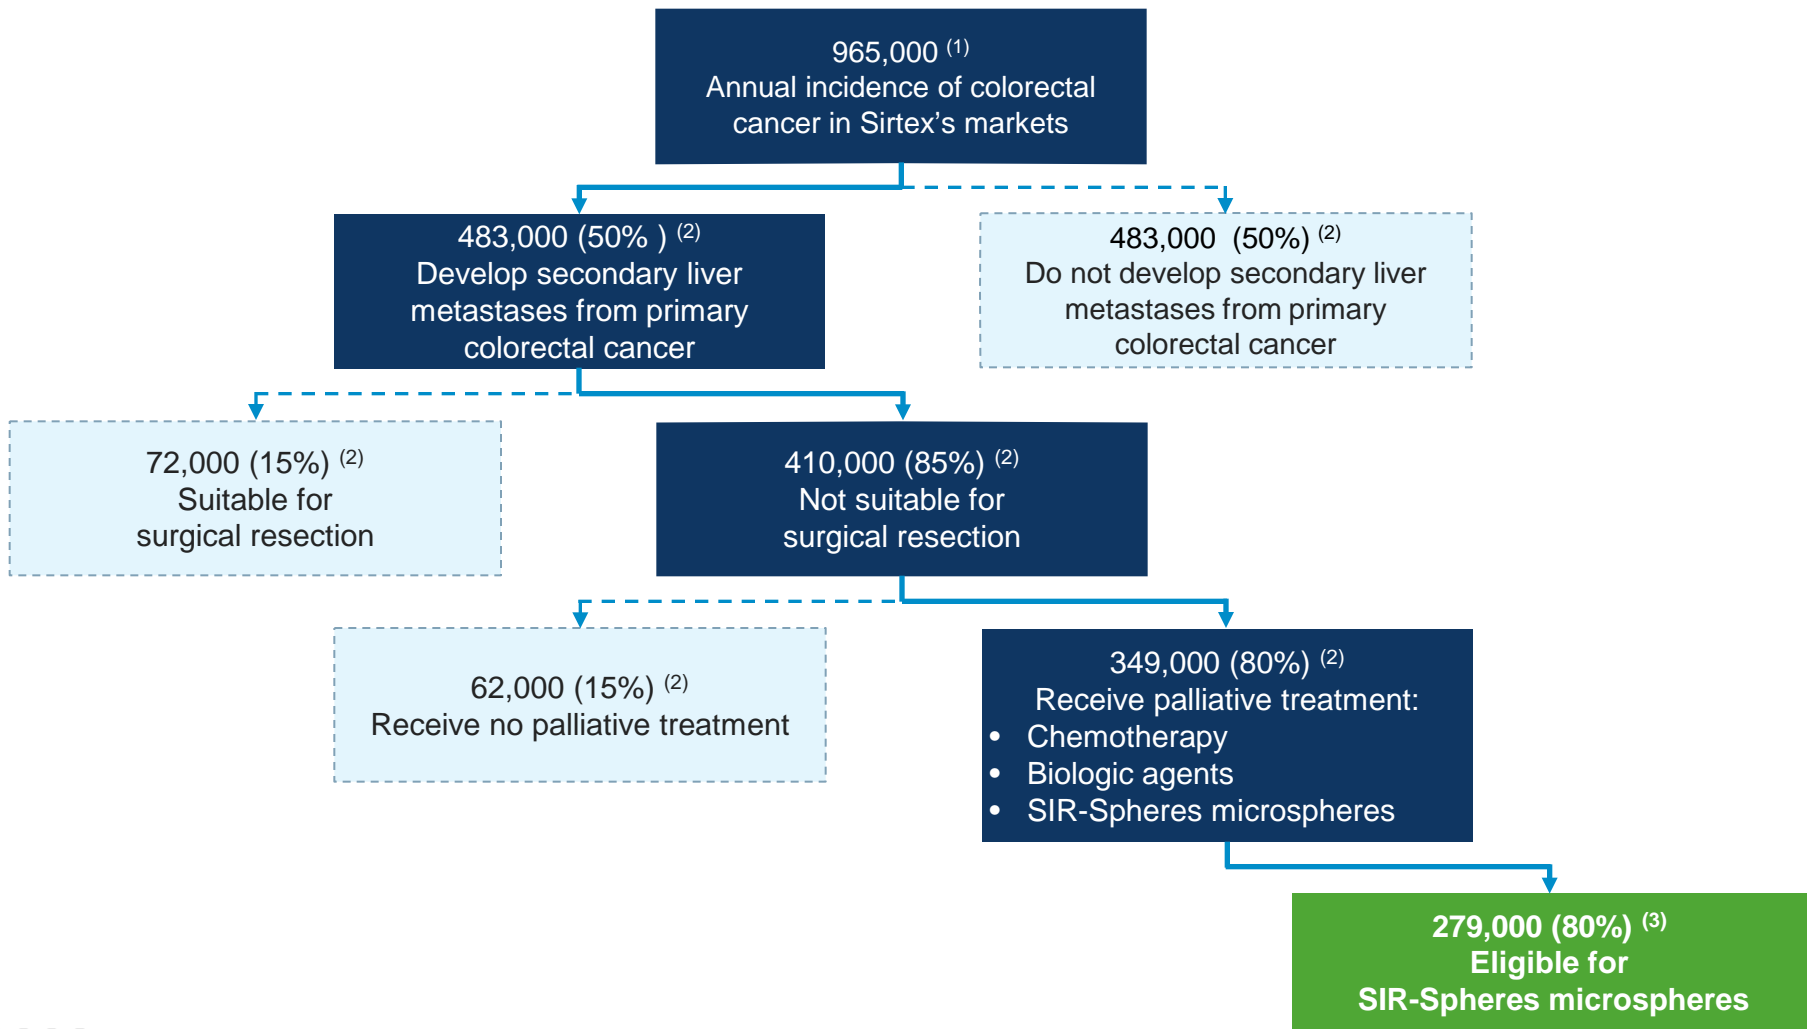 965,000 (1)
Annual incidence of colorectal
cancer in Sirtex’s markets
483,000 (50% ) (2)
Develop secondary liver
metastases from primary
colorectal cancer
483,000 (50%) (2)
Do not develop secondary liver
metastases from primary
colorectal cancer
72,000 (15%) (2)
Suitable for
surgical resection
410,000 (85%) (2)
Not suitable for
surgical resection
62,000 (15%) (2)
Receive no palliative treatment
349,000 (80%) (2)
Receive palliative treatment:
• Chemotherapy
• Biologic agents
• SIR-Spheres microspheres
279,000 (80%) (3)
Eligible for
SIR-Spheres microspheres